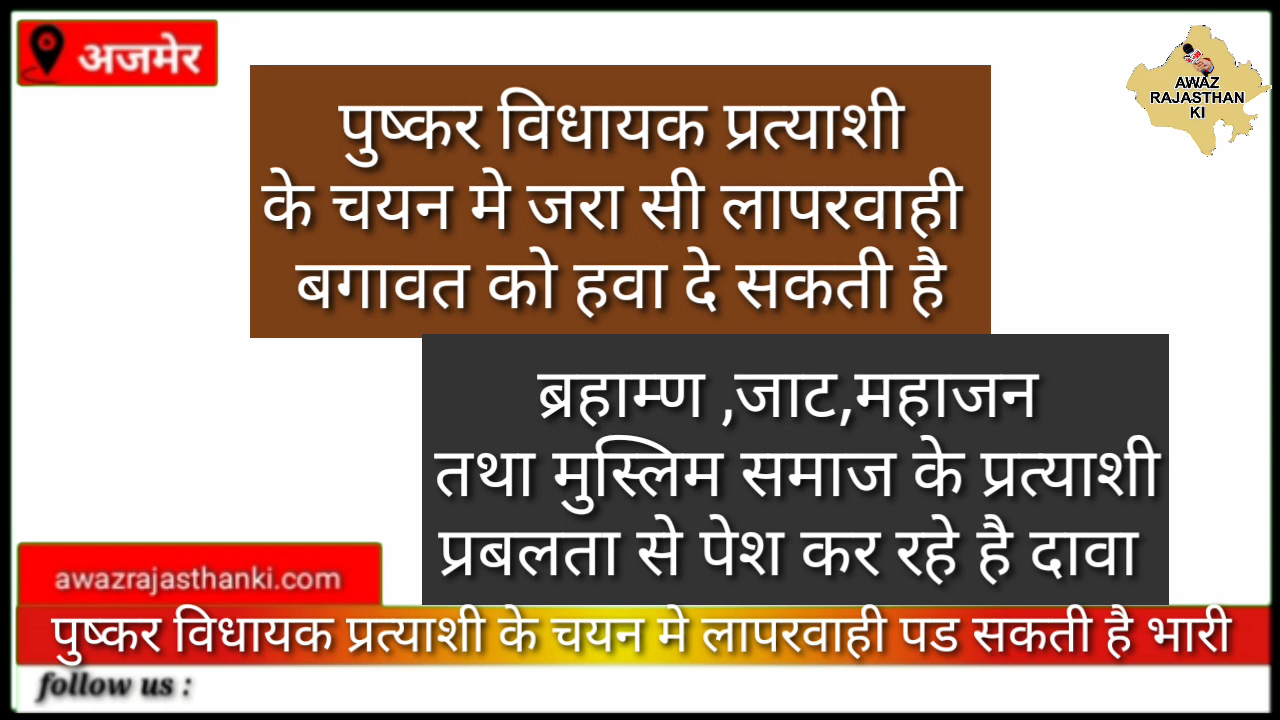 अजमेर
AWAZ
RAJASTHAN
KI
पुष्कर विधायक प्रत्याशी
के चयन मे जरा सी लापरवाही
बगावत को हवा दे सकती है
ब्रहाम्ण ,जाट,महाजन
तथा मुस्लिम समाज के प्रत्याशी
प्रबलता से पेश कर रहे है दावा
awazrajasthanki.com
पुष्कर विधायक प्रत्याशी के चयन मे लापरवाही पड सकती है भारी
follow us :